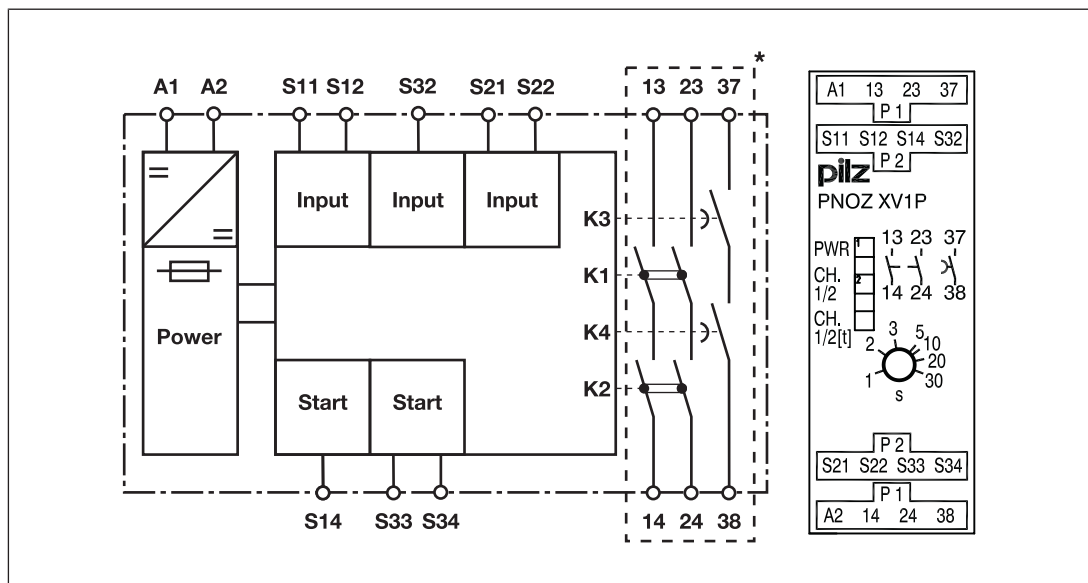 *
A1 A2 S11 S12 S32 S21 S22 13 23 37
Input Input Input
K3
K1
Power
K4
Start Start
K2
S14 S33 S34 14 24 38
A1 13 23 37
P 1
S11 S12 S14 S32
P 2
pilz
PNOZ XV1P
PWR 1 13 23 37
CH. 2
1/2 14 24 38
CH.
1/2[t]
1 2 3 5 10 20 30
s
P 2
S21 S22 S33 S34
P 1
A2 14 24 38